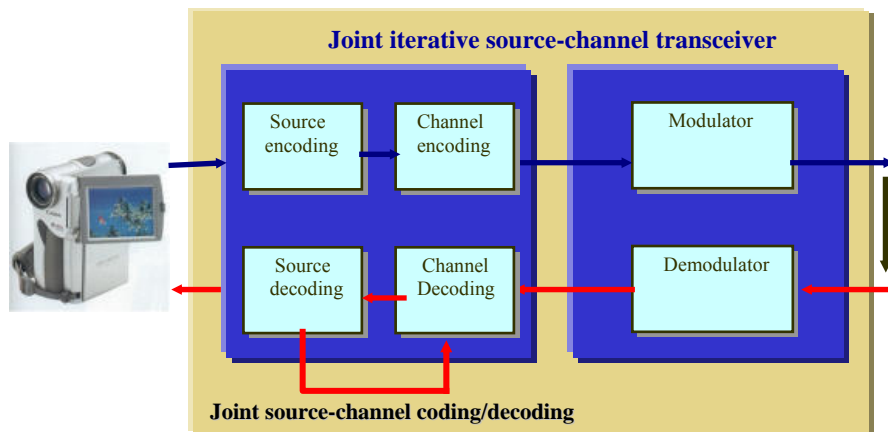 Joint iterative source-channel transceiver
Source
encoding
Channel
encoding
Modulator
Source
decoding
Channel
Decoding
Demodulator
Joint source-channel coding/decoding